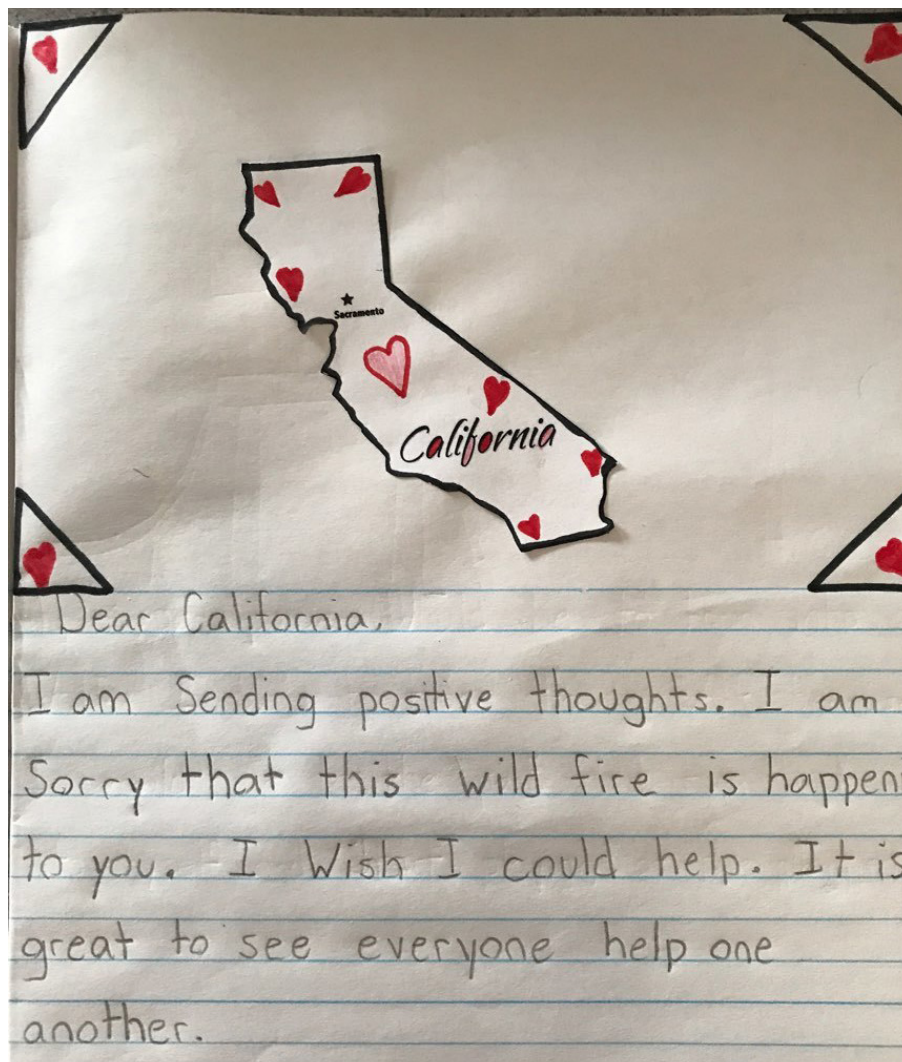 Sacramento
California
Dear California,
I am Sending positive thoughts. I am
Sorry that this wild fire is happen
to you. I Wish I could help. It is
great to see everyone help one
another.